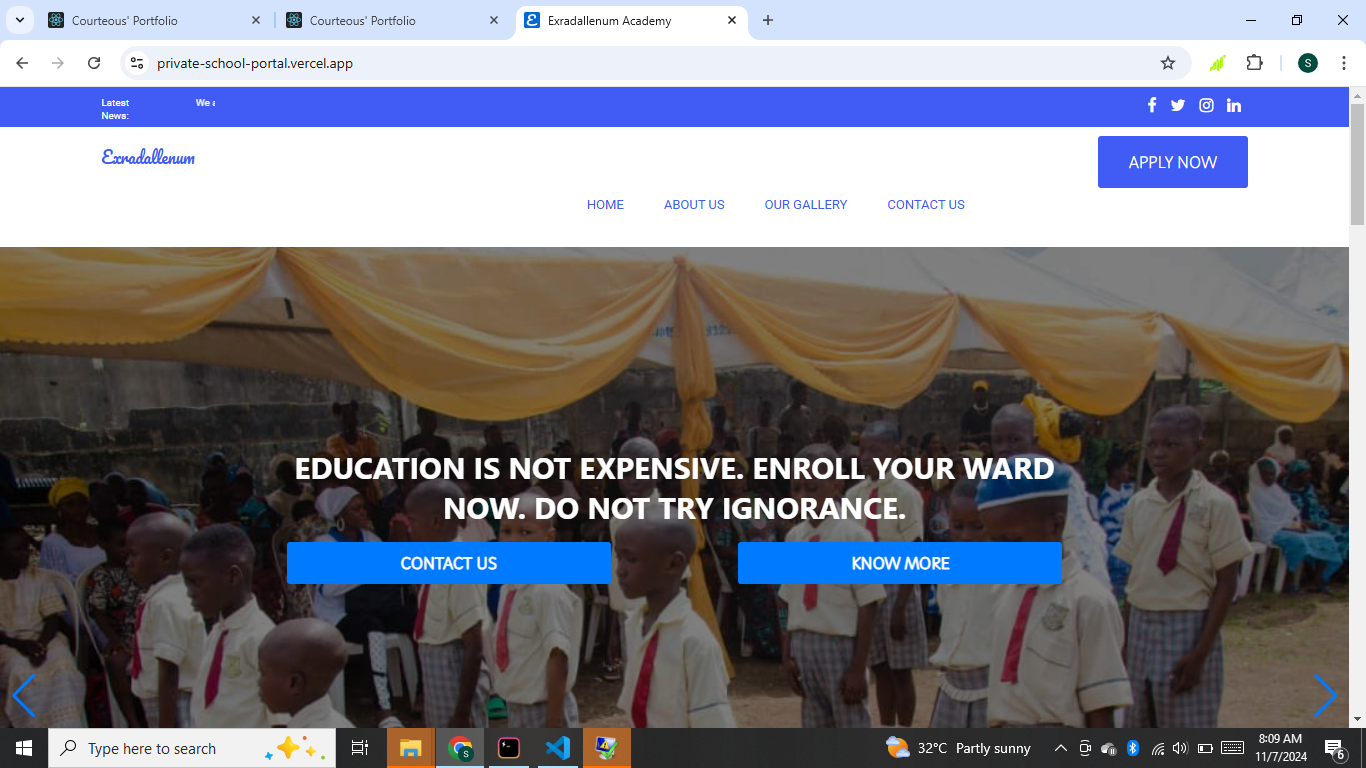 Courteous' Portfolio
Courteous' Portfolio
Exradallenum Academy
private-school-portal.vercel.app
S
Latest
News:
We a
Exradallenum
APPLY NOW
HOME
ABOUT US
OUR GALLERY
CONTACT US
EDUCATION IS NOT EXPENSIVE. ENROLL YOUR WARD
NOW. DO NOT TRY IGNORANCE.
CONTACT US
KNOW MORE
Type here to search
S
32°C Partly sunny
8:09 AM
11/7/2024
6